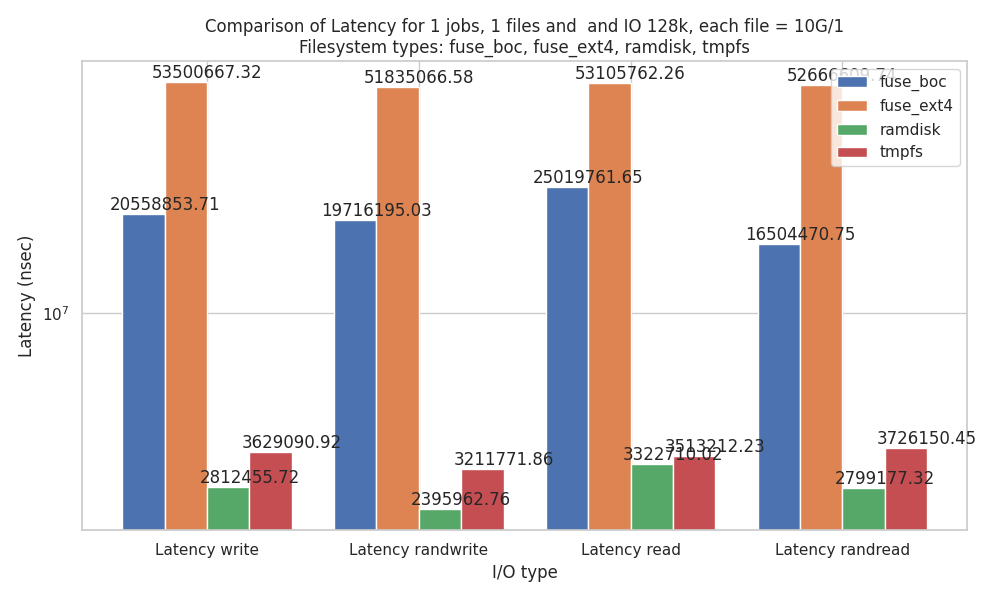 Comparison of Latency for 1 jobs, 1 files and  and IO 128k, each file = 10G/1
Filesystem types: fuse_boc, fuse_ext4, ramdisk, tmpfs
53500667.32
51835066.58
53105762.26
52666609.74
fuse_boc
fuse_ext4
ramdisk
tmpfs
20558853.71
19716195.03
25019761.65
16504470.75
Latency (nsec)
10⁷
3629090.92
2812455.72
3211771.86
2395962.76
3513212.23
3322710.02
3726150.45
2799177.32
Latency write
Latency randwrite
Latency read
Latency randread
I/O type